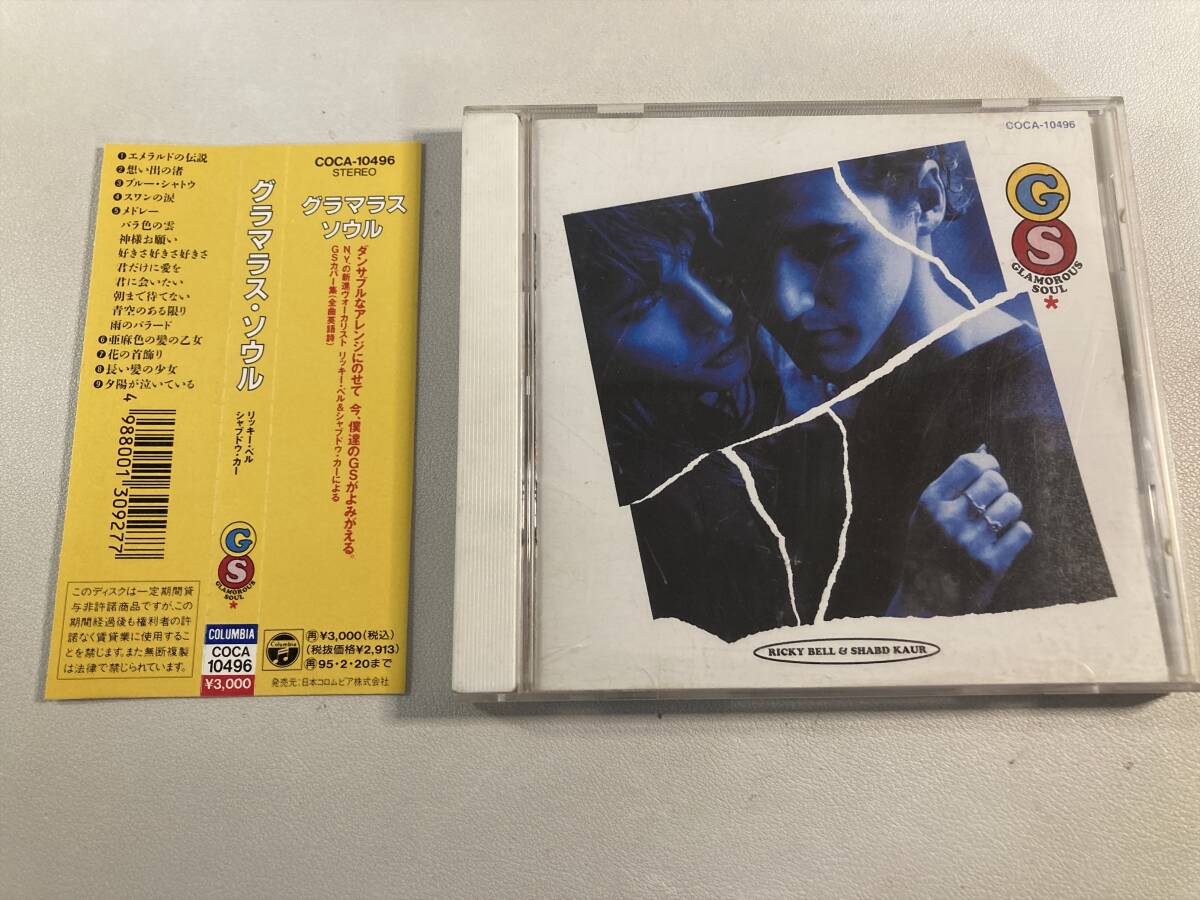 ❶エメラルドの伝説
❷想い出の渚
❸ブルー・シャトウ
❹スワンの涙
❺メドレー
バラ色の雲
神様お願い
好きさ好きさ好きさ
君だけに愛を
君に会いたい
朝まで待てない
青空のある限り
雨のバラード
❻亜麻色の髪の乙女
❼花の首飾り
❽長い髪の少女
❾夕陽が泣いている
4 988001 309277
このディスクは一定期間貸
与非許諾商品ですが、この
期間経過後も権利者の許
諾なく賃貸業に使用するこ
とを禁じます。また無断複製
は法律で禁じられています。
グラマラス・ソウル
リッキー・ベル
シャブドゥ・カー
GS
GLAMOROUS
SOUL
*
COLUMBIA
COCA
10496
¥3,000
COCA-10496
STEREO
グラマラス
ソウル
ダンサブルなアレンジにのせて 今、僕達のGSがよみがえる。
N.Y.の新進ヴォーカリスト リッキー・ベル&シャブドゥ・カーによる
GSカバー集(全曲英語詩)
Columbia
再¥3,000(税込)
(税抜価格¥2,913)
再95・2・20まで
発売元:日本コロムビア株式会社
COCA-10496
GS
GLAMOROUS
SOUL
*
RICKY BELL & SHABD KAUR